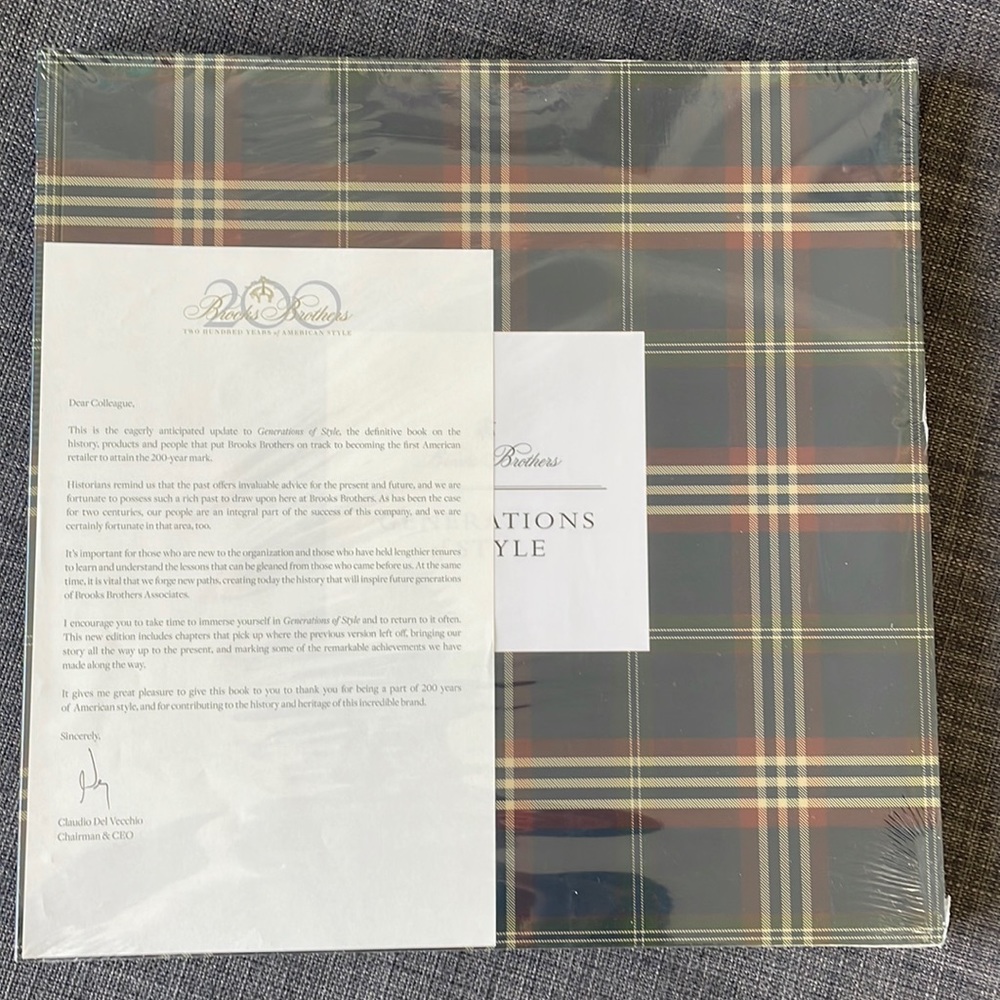 200
Brooks Brothers
TWO HUNDRED YEARS of AMERICAN STYLE
Dear Colleague,
This is the eagerly anticipated update to Generations of Style, the definitive book on the
history, products and people that put Brooks Brothers on track to becoming the first American
retailer to attain the 200-year mark.
Historians remind us that the past offers invaluable advice for the present and future, and we are
fortunate to possess such a rich past to draw upon here at Brooks Brothers. As has been the case
for two centuries, our people are an integral part of the success of this company, and we are
certainly fortunate in that area, too.
It's important for those who are new to the organization and those who have held lengthier tenures
to learn and understand the lessons that can be gleaned from those who came before us. At the same
time, it is vital that we forge new paths, creating today the history that will inspire future generations
of Brooks Brothers Associates.
I encourage you to take time to immerse yourself in Generations of Style and to return to it often.
This new edition includes chapters that pick up where the previous version left off, bringing our
story all the way up to the present, and marking some of the remarkable achievements we have
made along the way.
It gives me great pleasure to give this book to you to thank you for being a part of 200 years
of American style, and for contributing to the history and heritage of this incredible brand.
Sincerely,
Claudio Del Vecchio
Chairman & CEO
Brothers
GENERATIONS
STYLE